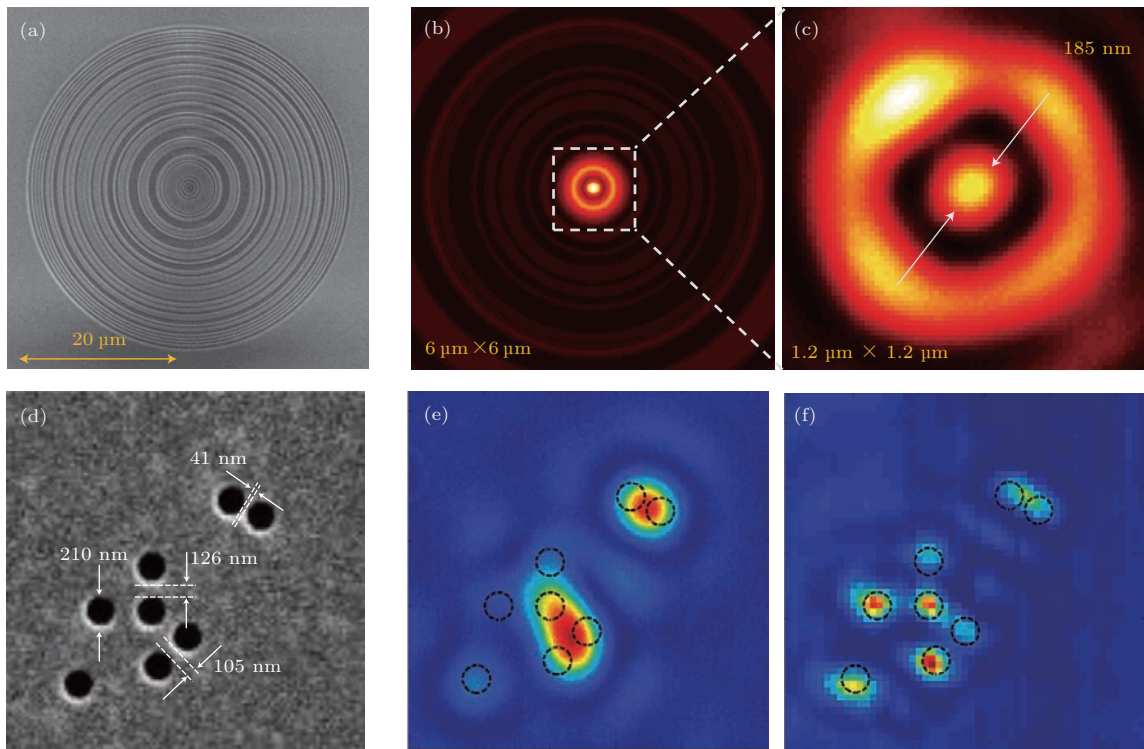 (a)
20 µm
(b)
6 µm×6 µm
(c)
185 nm
1.2 µm × 1.2 µm
(d)
41 nm
210 nm
126 nm
105 nm
(e)
(f)